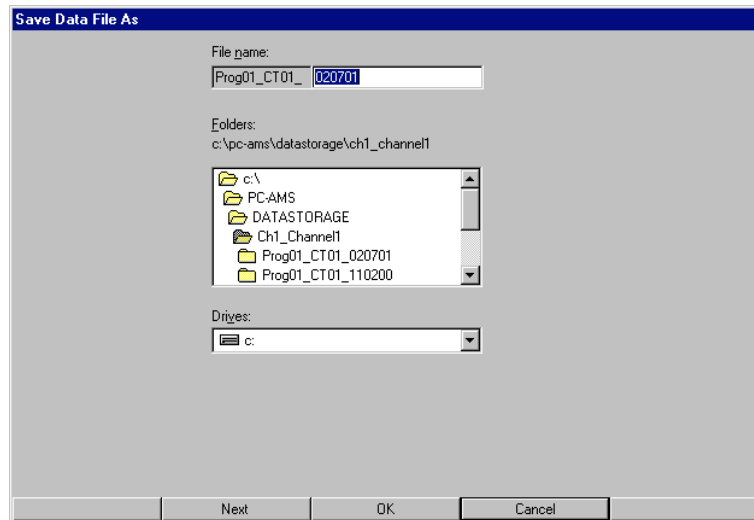 Save Data File As
File name:
Prog01_CT01_ 020701
Folders:
c:\pc-ams\datastorage\ch1_channel1
c:\
PC-AMS
DATASTORAGE
Ch1_Channel1
Prog01_CT01_020701
Prog01_CT01_110200
Drives:
c:
Next OK Cancel